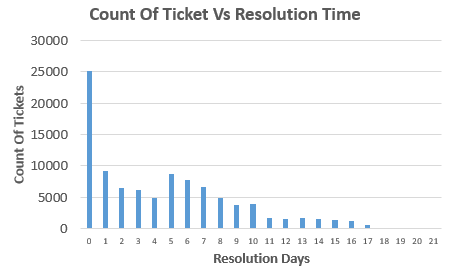 Count Of Ticket Vs Resolution Time
30000
25000
20000
15000
10000
5000
0
Count Of Tickets
0 1 2 3 4 5 6 7 8 9 10 11 12 13 14 15 16 17 18 19 20 21
Resolution Days